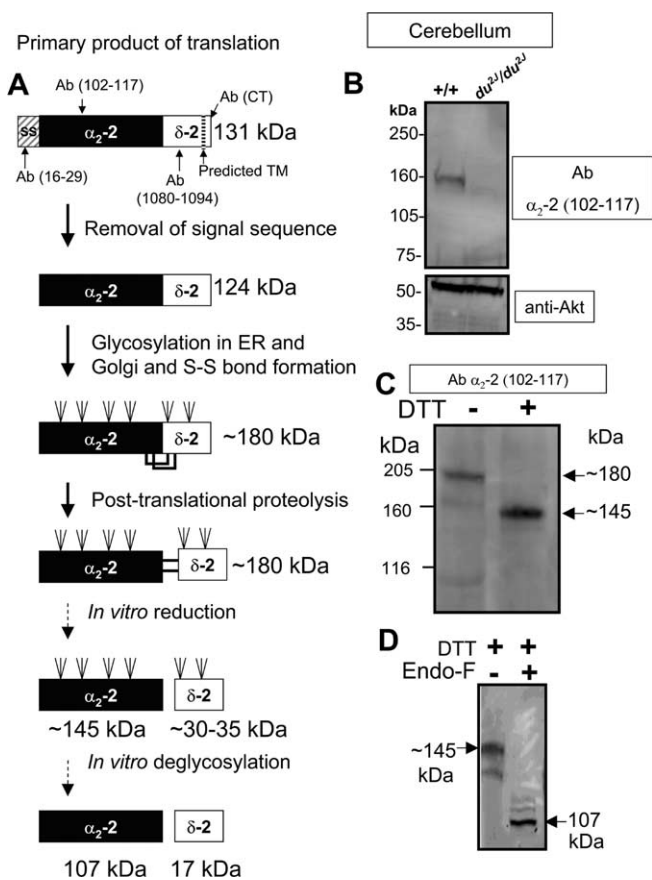 Primary product of translation
A
Ab (102-117)
Ab (CT)
ss
α₂-2
δ-2
131 kDa
Ab (16-29)
Ab
(1080-1094)
Predicted TM
Removal of signal sequence
α₂-2
δ-2
124 kDa
Glycosylation in ER and
Golgi and S-S bond formation
α₂-2
δ-2
~180 kDa
Post-translational proteolysis
α₂-2
δ-2
~180 kDa
In vitro reduction
α₂-2
δ-2
~145 kDa
~30-35 kDa
In vitro deglycosylation
α₂-2
δ-2
107 kDa
17 kDa
Cerebellum
B
+/+
du²ᴶ/du²ᴶ
kDa
250-
160-
105-
75-
Ab
α₂-2 (102-117)
50-
35-
anti-Akt
C
Ab α₂-2 (102-117)
DTT - +
kDa
kDa
205
160
116
~180
~145
D
DTT + +
Endo-F - +
~145
kDa
107
kDa